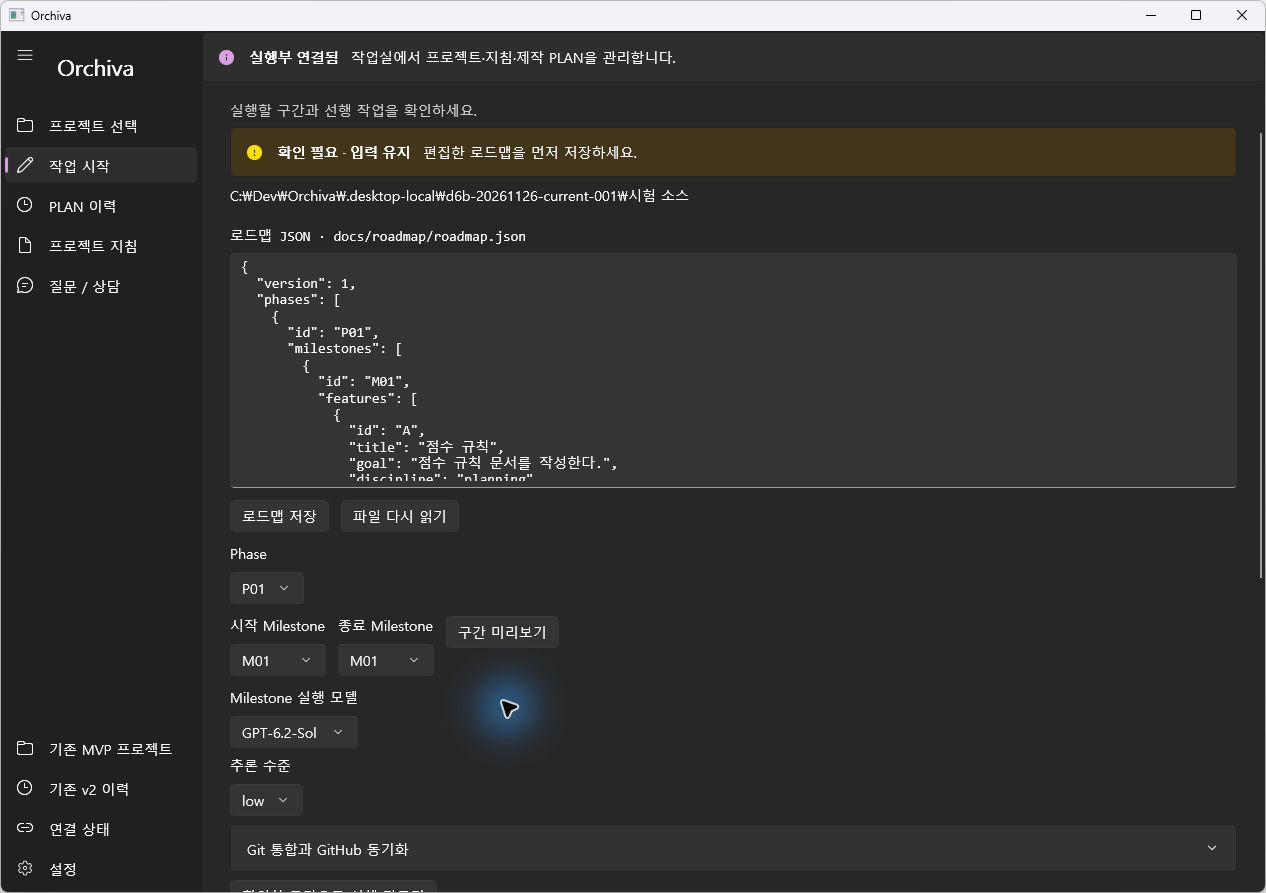 Orchiva
Orchiva
실행부 연결됨 작업실에서 프로젝트·지침·제작 PLAN을 관리합니다.
프로젝트 선택
작업 시작
PLAN 이력
프로젝트 지침
질문 / 상담
기존 MVP 프로젝트
기존 v2 이력
연결 상태
설정
실행할 구간과 선행 작업을 확인하세요.
확인 필요 · 입력 유지 편집한 로드맵을 먼저 저장하세요.
C:₩Dev₩Orchiva₩.desktop-local₩d6b-20261126-current-001₩시험 소스
로드맵 JSON · docs/roadmap/roadmap.json
{
"version": 1,
"phases": [
{
"id": "P01",
"milestones": [
{
"id": "M01",
"features": [
{
"id": "A",
"title": "점수 규칙",
"goal": "점수 규칙 문서를 작성한다.",
"discipline": "planning"
로드맵 저장 파일 다시 읽기
Phase
P01
시작 Milestone 종료 Milestone 구간 미리보기
M01 M01
Milestone 실행 모델
GPT-6.2-Sol
추론 수준
low
Git 통합과 GitHub 동기화